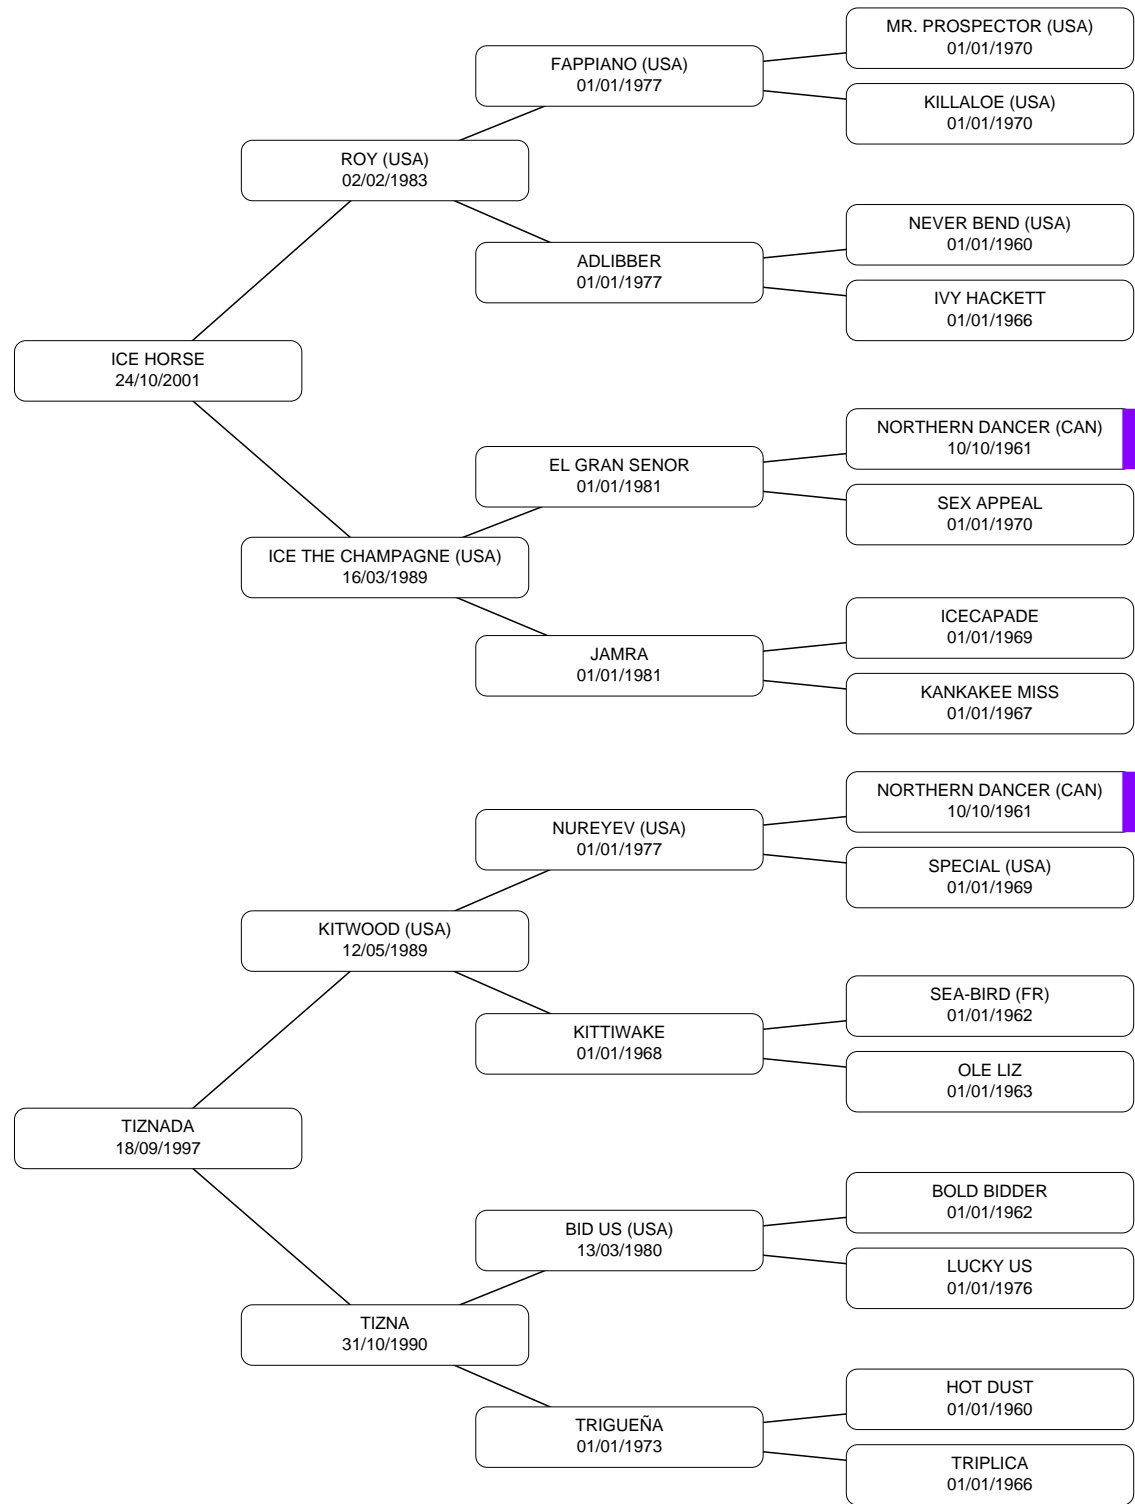 MR. PROSPECTOR (USA)
01/01/1970
FAPPIANO (USA)
01/01/1977
KILLALOE (USA)
01/01/1970
ROY (USA)
02/02/1983
NEVER BEND (USA)
01/01/1960
ADLIBBER
01/01/1977
IVY HACKETT
01/01/1966
ICE HORSE
24/10/2001
NORTHERN DANCER (CAN)
10/10/1961
EL GRAN SENOR
01/01/1981
SEX APPEAL
01/01/1970
ICE THE CHAMPAGNE (USA)
16/03/1989
ICECAPADE
01/01/1969
JAMRA
01/01/1981
KANKAKEE MISS
01/01/1967
NORTHERN DANCER (CAN)
10/10/1961
NUREYEV (USA)
01/01/1977
SPECIAL (USA)
01/01/1969
KITWOOD (USA)
12/05/1989
SEA-BIRD (FR)
01/01/1962
KITTIWAKE
01/01/1968
OLE LIZ
01/01/1963
TIZNADA
18/09/1997
BOLD BIDDER
01/01/1962
BID US (USA)
13/03/1980
LUCKY US
01/01/1976
TIZNA
31/10/1990
HOT DUST
01/01/1960
TRIGUEÑA
01/01/1973
TRIPLICA
01/01/1966